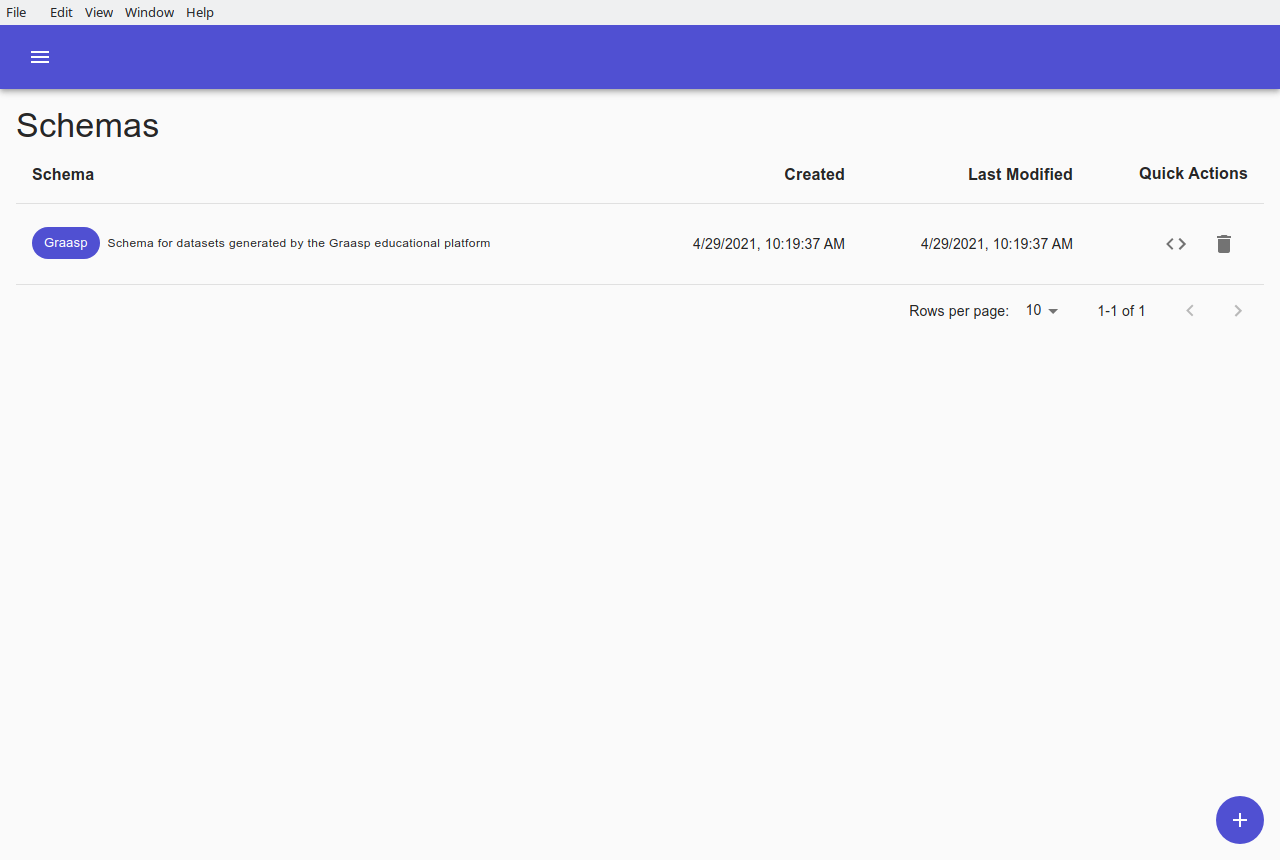 File Edit View Window Help
Schemas
Schema Created Last Modified Quick Actions
Graasp Schema for datasets generated by the Graasp educational platform 4/29/2021, 10:19:37 AM 4/29/2021, 10:19:37 AM
Rows per page: 10 1-1 of 1